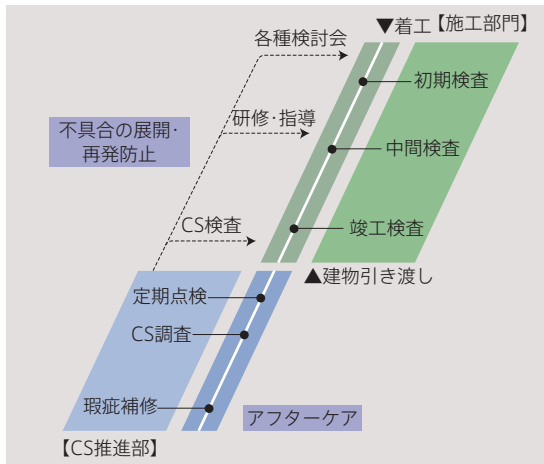 ▼着工【施工部門】
各種検討会
初期検査
研修・指導
不具合の展開・
再発防止
中間検査
CS検査
竣工検査
▲建物引き渡し
定期点検
CS調査
瑕疵補修
アフターケア
【CS推進部】